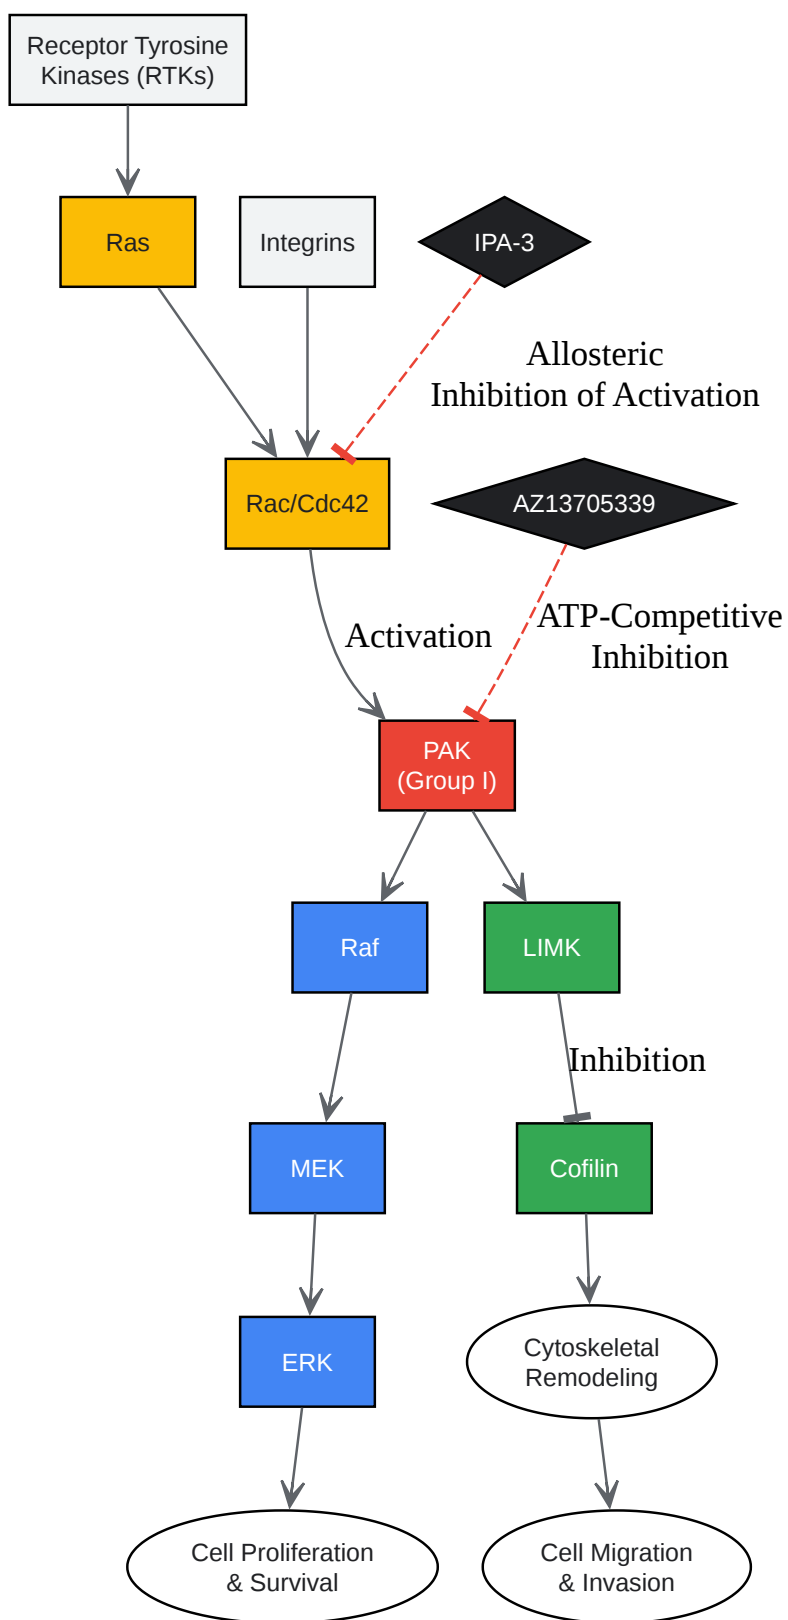 Receptor Tyrosine
Kinases (RTKs)
Ras
Integrins
IPA-3
Allosteric
Inhibition of Activation
Rac/Cdc42
AZ13705339
Activation
ATP-Competitive
Inhibition
PAK
(Group I)
Raf
LIMK
Inhibition
MEK
Cofilin
ERK
Cytoskeletal
Remodeling
Cell Proliferation
& Survival
Cell Migration
& Invasion